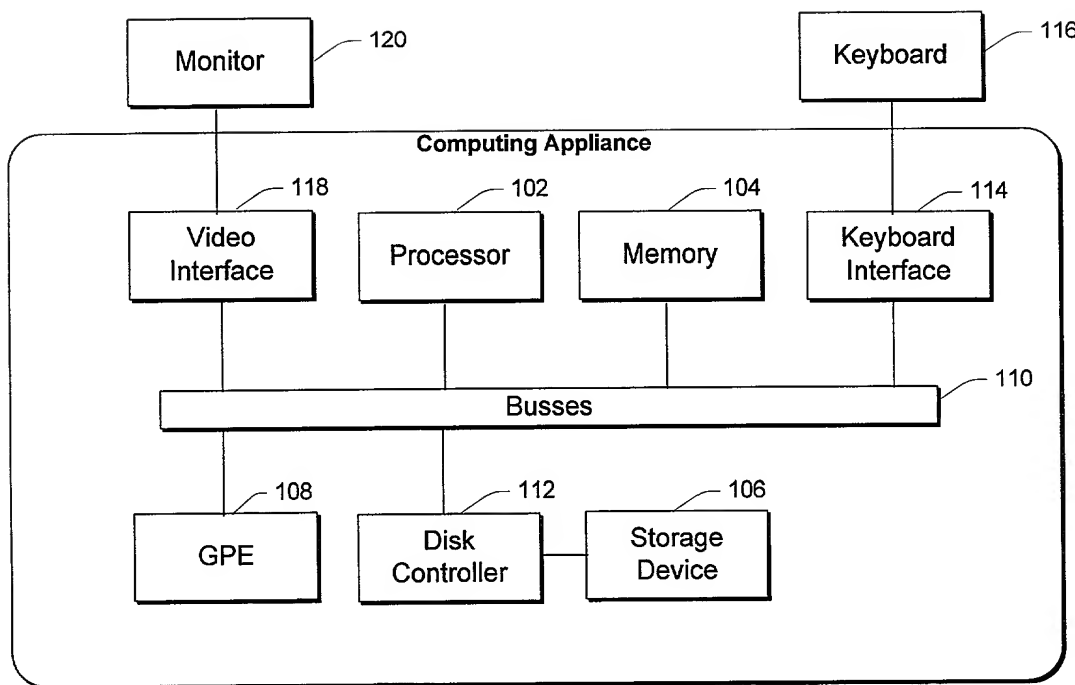 Monitor
120
Keyboard
116
Computing Appliance
118
102
104
114
Video
Interface
Processor
Memory
Keyboard
Interface
110
Busses
108
112
106
GPE
Disk
Controller
Storage
Device